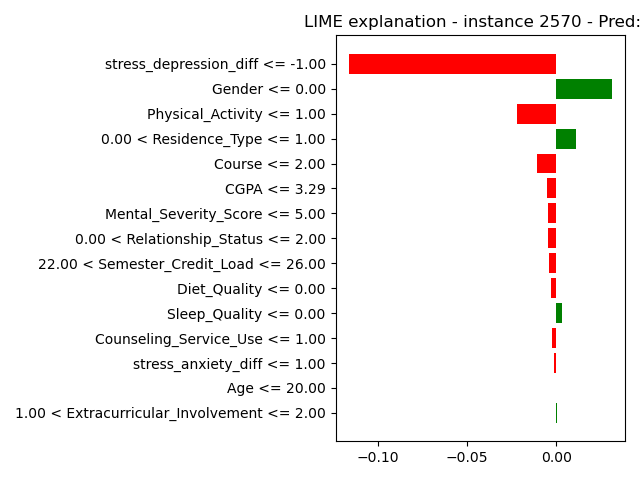 LIME explanation - instance 2570 - Pred:
stress_depression_diff <= -1.00
Gender <= 0.00
Physical_Activity <= 1.00
0.00 < Residence_Type <= 1.00
Course <= 2.00
CGPA <= 3.29
Mental_Severity_Score <= 5.00
0.00 < Relationship_Status <= 2.00
22.00 < Semester_Credit_Load <= 26.00
Diet_Quality <= 0.00
Sleep_Quality <= 0.00
Counseling_Service_Use <= 1.00
stress_anxiety_diff <= 1.00
Age <= 20.00
1.00 < Extracurricular_Involvement <= 2.00
−0.10 −0.05 0.00